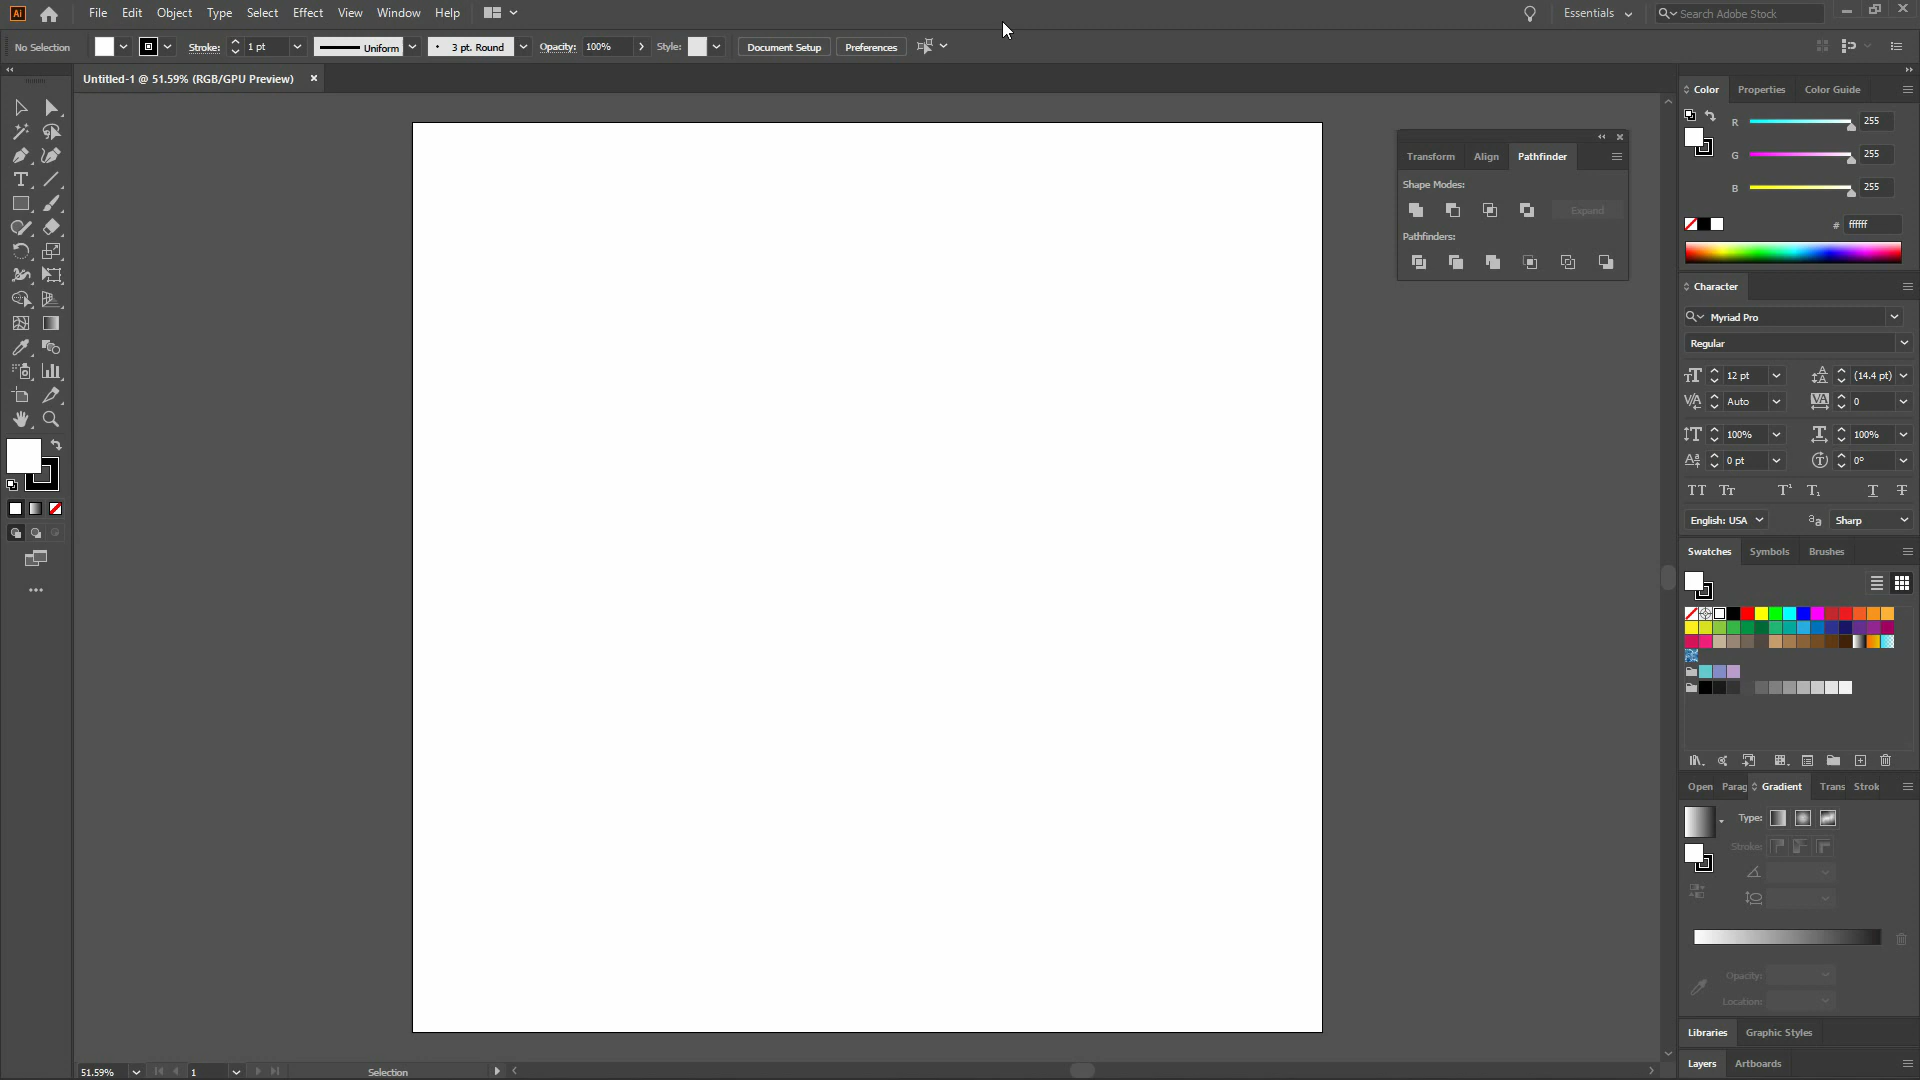 Ai File Edit Object Type Select Effect View Window Help Essentials Search Adobe Stock
No Selection Stroke: 1 pt Uniform 3 pt. Round Opacity: 100% Style: Document Setup Preferences
Untitled-1 @ 51.59% (RGB/GPU Preview) ×
Color Properties Color Guide
R 255
G 255
B 255
# ffffff
Transform Align Pathfinder
Shape Modes:
Expand
Pathfinders:
Character
Myriad Pro
Regular
12 pt (14.4 pt)
Auto 0
100% 100%
0 pt 0°
English: USA Sharp
Swatches Symbols Brushes
Open Parag Gradient Trans Strok
Type:
Stroke:
Opacity:
Location:
Libraries Graphic Styles
Layers Artboards
51.59% 1 Selection